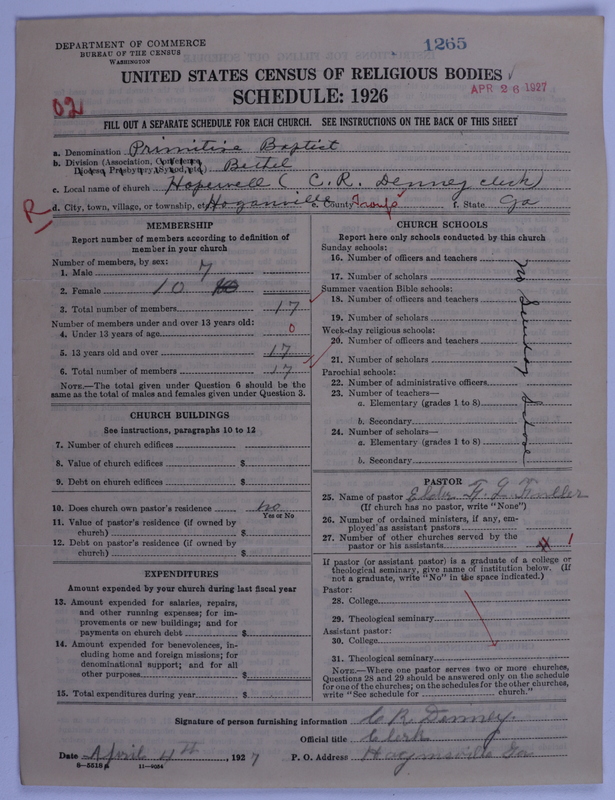 DEPARTMENT OF COMMERCE
BUREAU OF THE CENSUS
WASHINGTON
1265
UNITED STATES CENSUS OF RELIGIOUS BODIES
APR 26 1927
SCHEDULE: 1926
02
FILL OUT A SEPARATE SCHEDULE FOR EACH CHURCH. SEE INSTRUCTIONS ON THE BACK OF THIS SHEET
a. Denomination Primitive Baptist
b. Division (Association, Conference, Diocese, Presbytery, Synod, etc.) Bethel
c. Local name of church Hopewell (C.R. Denney clerk)
R
d. City, town, village, or township, etc. Hogansville e. County Troup f. State Ga
MEMBERSHIP
Report number of members according to definition of
member in your church
Number of members, by sex:
1. Male 7
2. Female 10
3. Total number of members 17
Number of members under and over 13 years old:
4. Under 13 years of age 0
5. 13 years old and over 17
6. Total number of members 17
NOTE.—The total given under Question 6 should be
same as the total of males and females given under Question 3.
CHURCH BUILDINGS
See instructions, paragraphs 10 to 12
7. Number of church edifices
8. Value of church edifices $
9. Debt on church edifices $
10. Does church own pastor's residence No
Yes or No
11. Value of pastor's residence (if owned by
church) $
12. Debt on pastor's residence (if owned by
church) $
EXPENDITURES
Amount expended by your church during last fiscal year
13. Amount expended for salaries, repairs,
and other running expenses; for im-
provements or new buildings; and for
payments on church debt $
14. Amount expended for benevolences, in-
cluding home and foreign missions; for
denominational support; and for all
other purposes $
15. Total expenditures during year $
CHURCH SCHOOLS
Report here only schools conducted by this church
Sunday schools:
16. Number of officers and teachers
17. Number of scholars
Summer vacation Bible schools:
18. Number of officers and teachers
19. Number of scholars
Week-day religious schools:
20. Number of officers and teachers
21. Number of scholars
Parochial schools:
22. Number of administrative officers
23. Number of teachers—
a. Elementary (grades 1 to 8)
b. Secondary
24. Number of scholars—
a. Elementary (grades 1 to 8)
b. Secondary
No Sunday School
PASTOR
25. Name of pastor Elder
(If church has no pastor, write "None")
26. Number of ordained ministers, if any, em-
ployed as assistant pastors
27. Number of other churches served by the
pastor or his assistants 1
If pastor (or assistant pastor) is a graduate of a college or
theological seminary, give name of institution below. (If
not a graduate, write "No" in the space indicated.)
Pastor:
28. College
29. Theological seminary
Assistant pastor:
30. College
31. Theological seminary
NOTE.—Where one pastor serves two or more churches,
Questions 28 and 29 should be answered only on the schedule
for one of the churches; on the schedules for the other churches,
write "See schedule for church."
Signature of person furnishing information C R Denney
Official title Clerk
Date April 4th, 1927 P. O. Address Hogansville Ga
8-5518a 11-9054